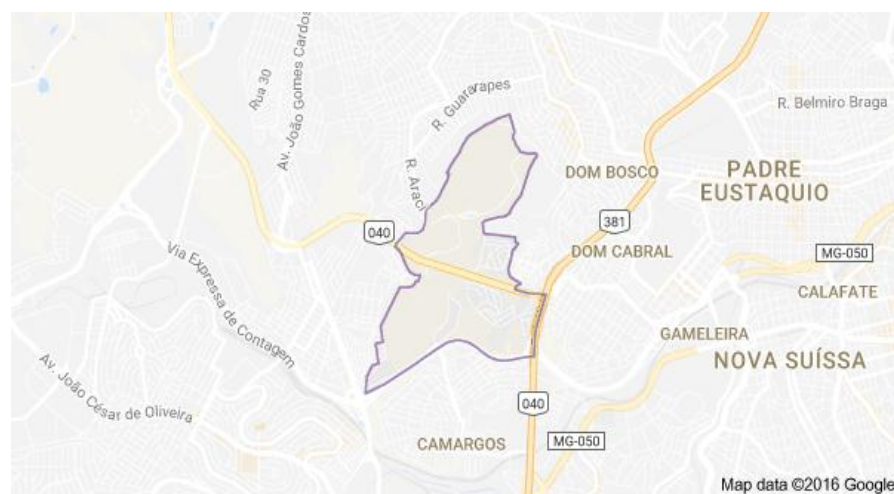 Av. João Gomes Cardos
Rua 30
R. Guararapes
R. Belmiro Braga
R. Araci
DOM BOSCO
PADRE
EUSTAQUIO
040
381
DOM CABRAL
MG-050
Via Expressa de Contagem
CALAFATE
GAMELEIRA
NOVA SUÍSSA
Av. João César de Oliveira
040
CAMARGOS
MG-050
Map data ©2016 Google